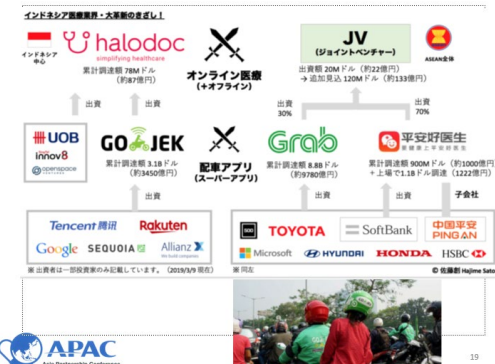 インドネシア医療業界・大革新のきざし！
インドネシア
中心
halodoc
simplifying healthcare
累計調達額 78Mドル
（約87億円）
オンライン医療
（+オフライン）
JV
（ジョイントベンチャー）
出資額 20Mドル（約22億円）
→ 追加見込 120Mドル（約133億円）
ASEAN全体
出資
出資
出資
30%
出資
70%
UOB
innov8
openspace
GOJEK
累計調達額 3.1Bドル
（約3450億円）
配車アプリ
（スーパーアプリ）
Grab
累計調達額 8.8Bドル
（約9780億円）
平安好医生
累計調達額 900Mドル（約1000億円）
+ 上場で1.1Bドル調達（1222億円）
出資
出資
出資
子会社
Tencent 腾讯
Rakuten
Google
SEQUOIA
Allianz
TOYOTA
SoftBank
中国平安
PING AN
Microsoft
HYUNDAI
HONDA
HSBC
※ 出資者は一部投資家のみ記載しています。（2019/3/9 現在）
※ 同左
© 佐藤創 Hajime Sato
APAC
19